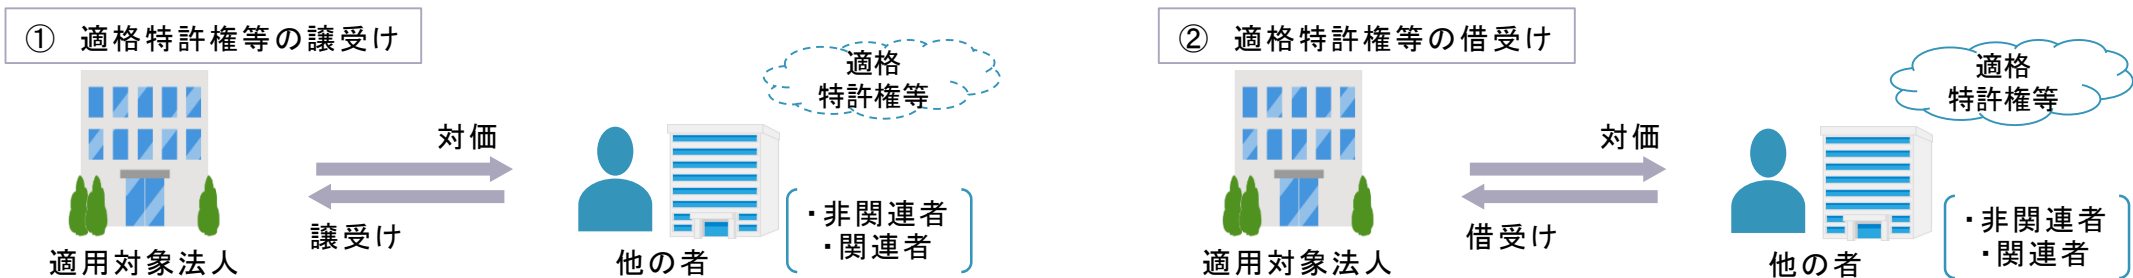 ① 適格特許権等の譲受け
適格
特許権等
対価
譲受け
適用対象法人
他の者
・非関連者
・関連者
② 適格特許権等の借受け
適格
特許権等
対価
借受け
適用対象法人
他の者
・非関連者
・関連者